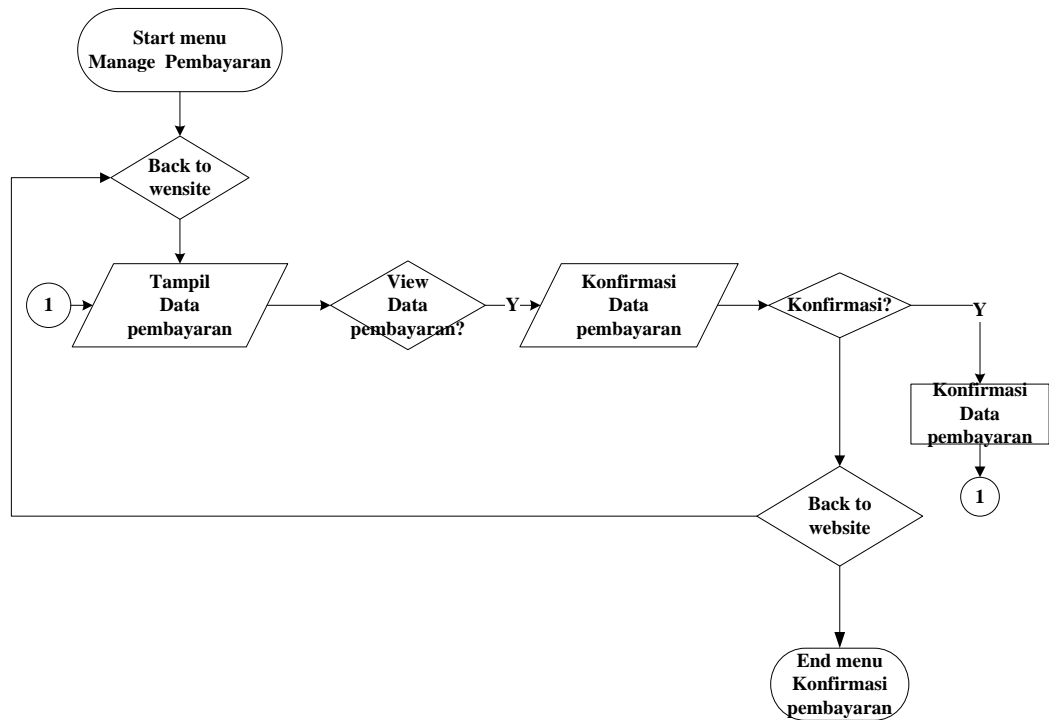 Start menu
Manage Pembayaran
Back to
wensite
1
Tampil
Data
pembayaran
View
Data
pembayaran?
Y
Konfirmasi
Data
pembayaran
Konfirmasi?
Y
Konfirmasi
Data
pembayaran
1
Back to
website
End menu
Konfirmasi
pembayaran